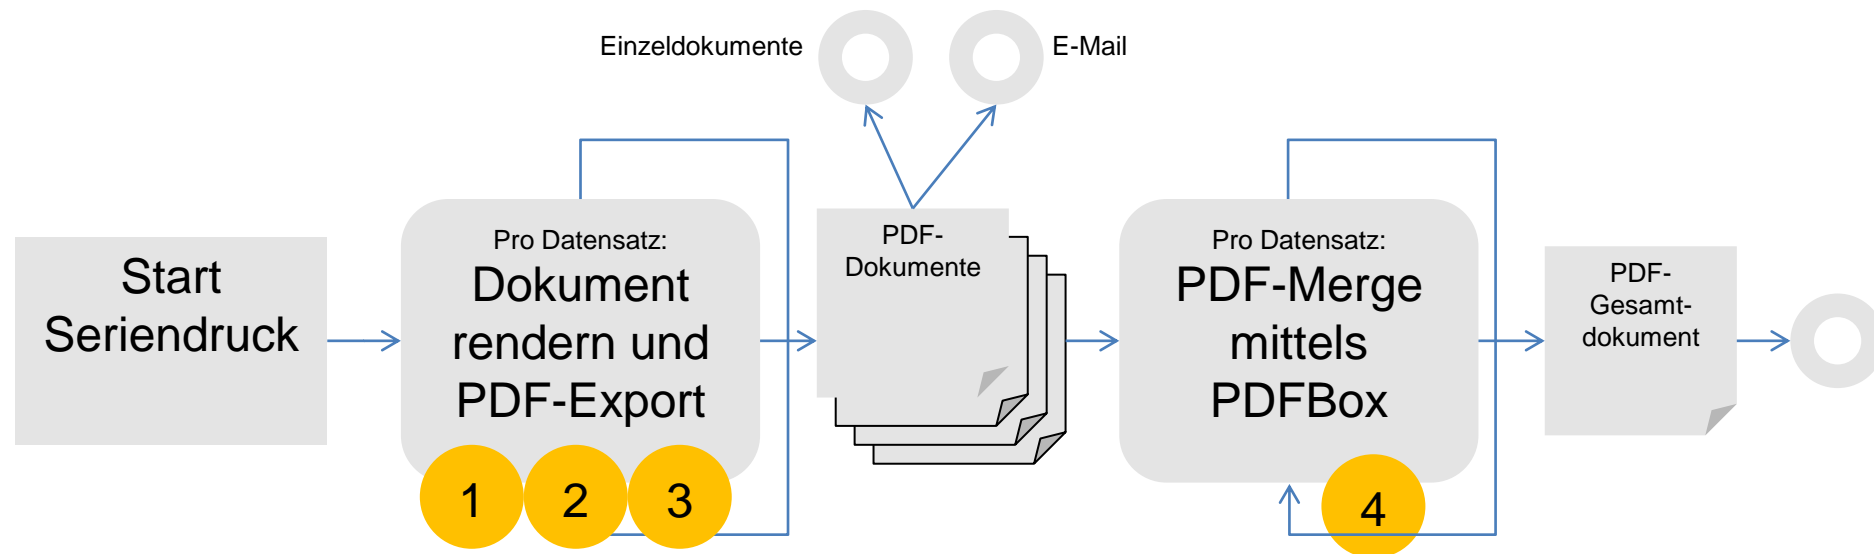 Einzeldokumente
E-Mail
Start
Seriendruck
Pro Datensatz:
Dokument
rendern und
PDF-Export
1
2
3
PDF-
Dokumente
Pro Datensatz:
PDF-Merge
mittels
PDFBox
4
PDF-
Gesamt-
dokument